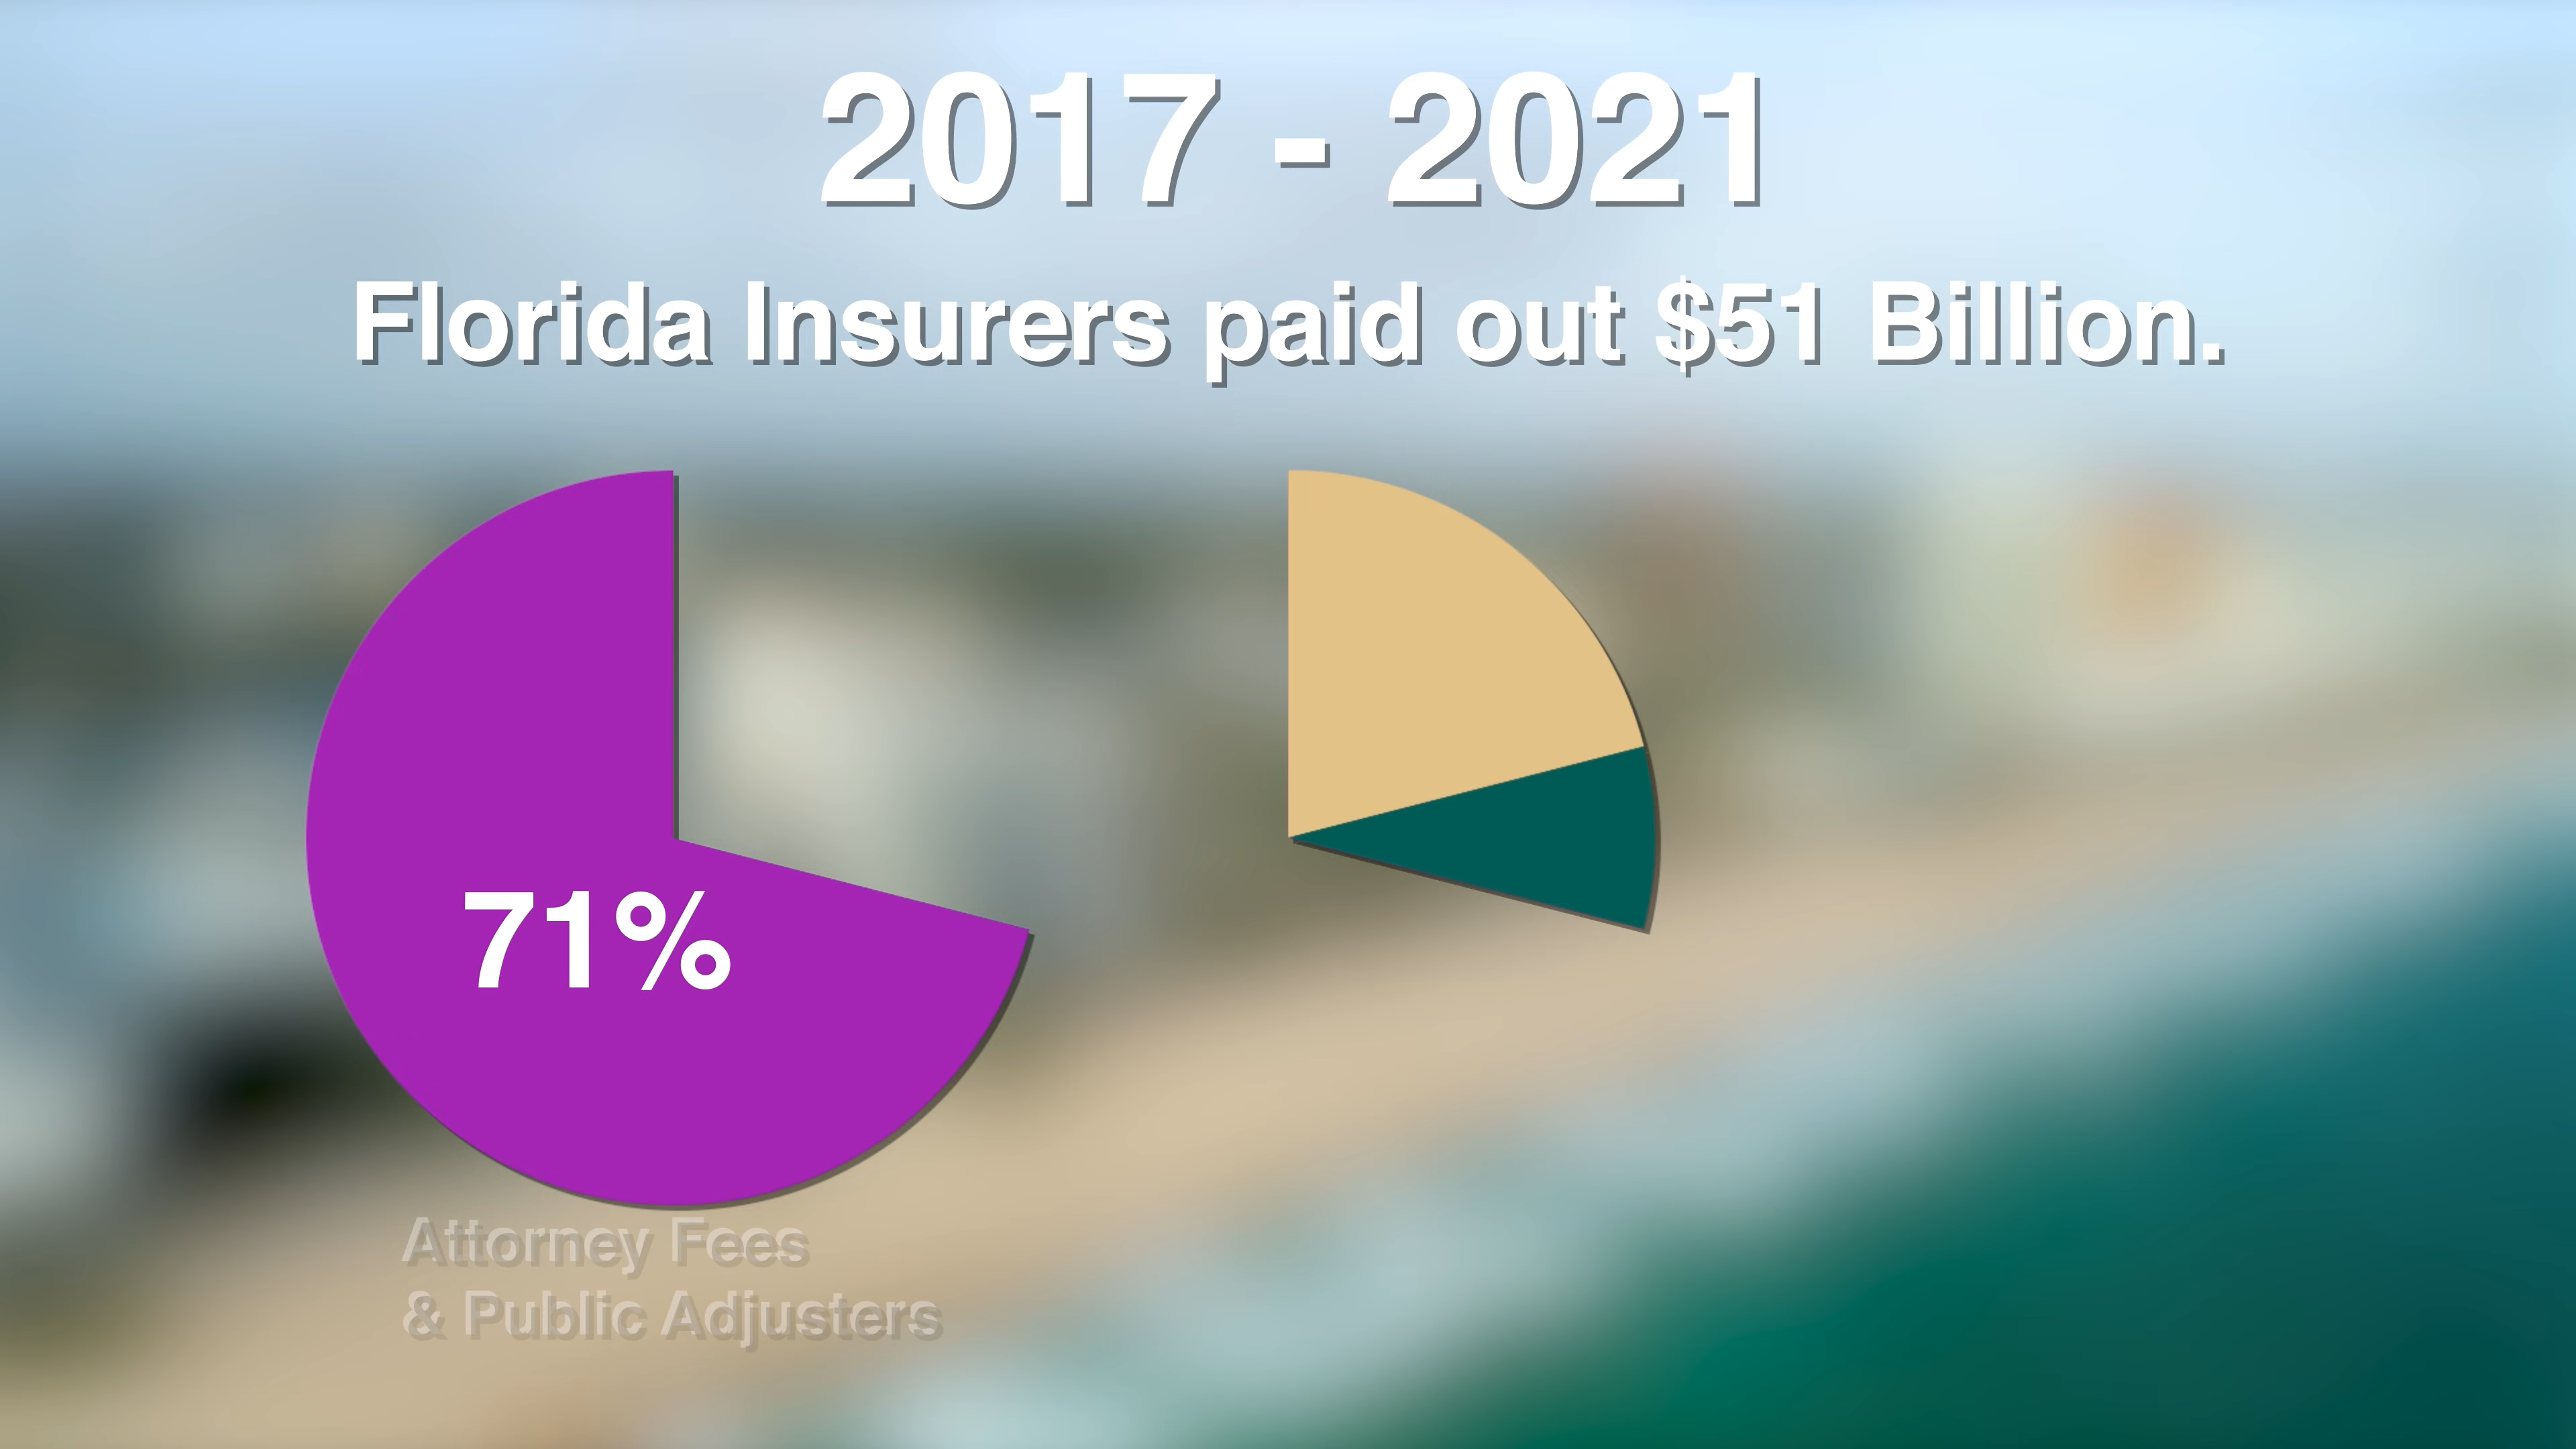 2017 - 2021
Florida Insurers paid out $51 Billion.
71%
Attorney Fees
& Public Adjusters